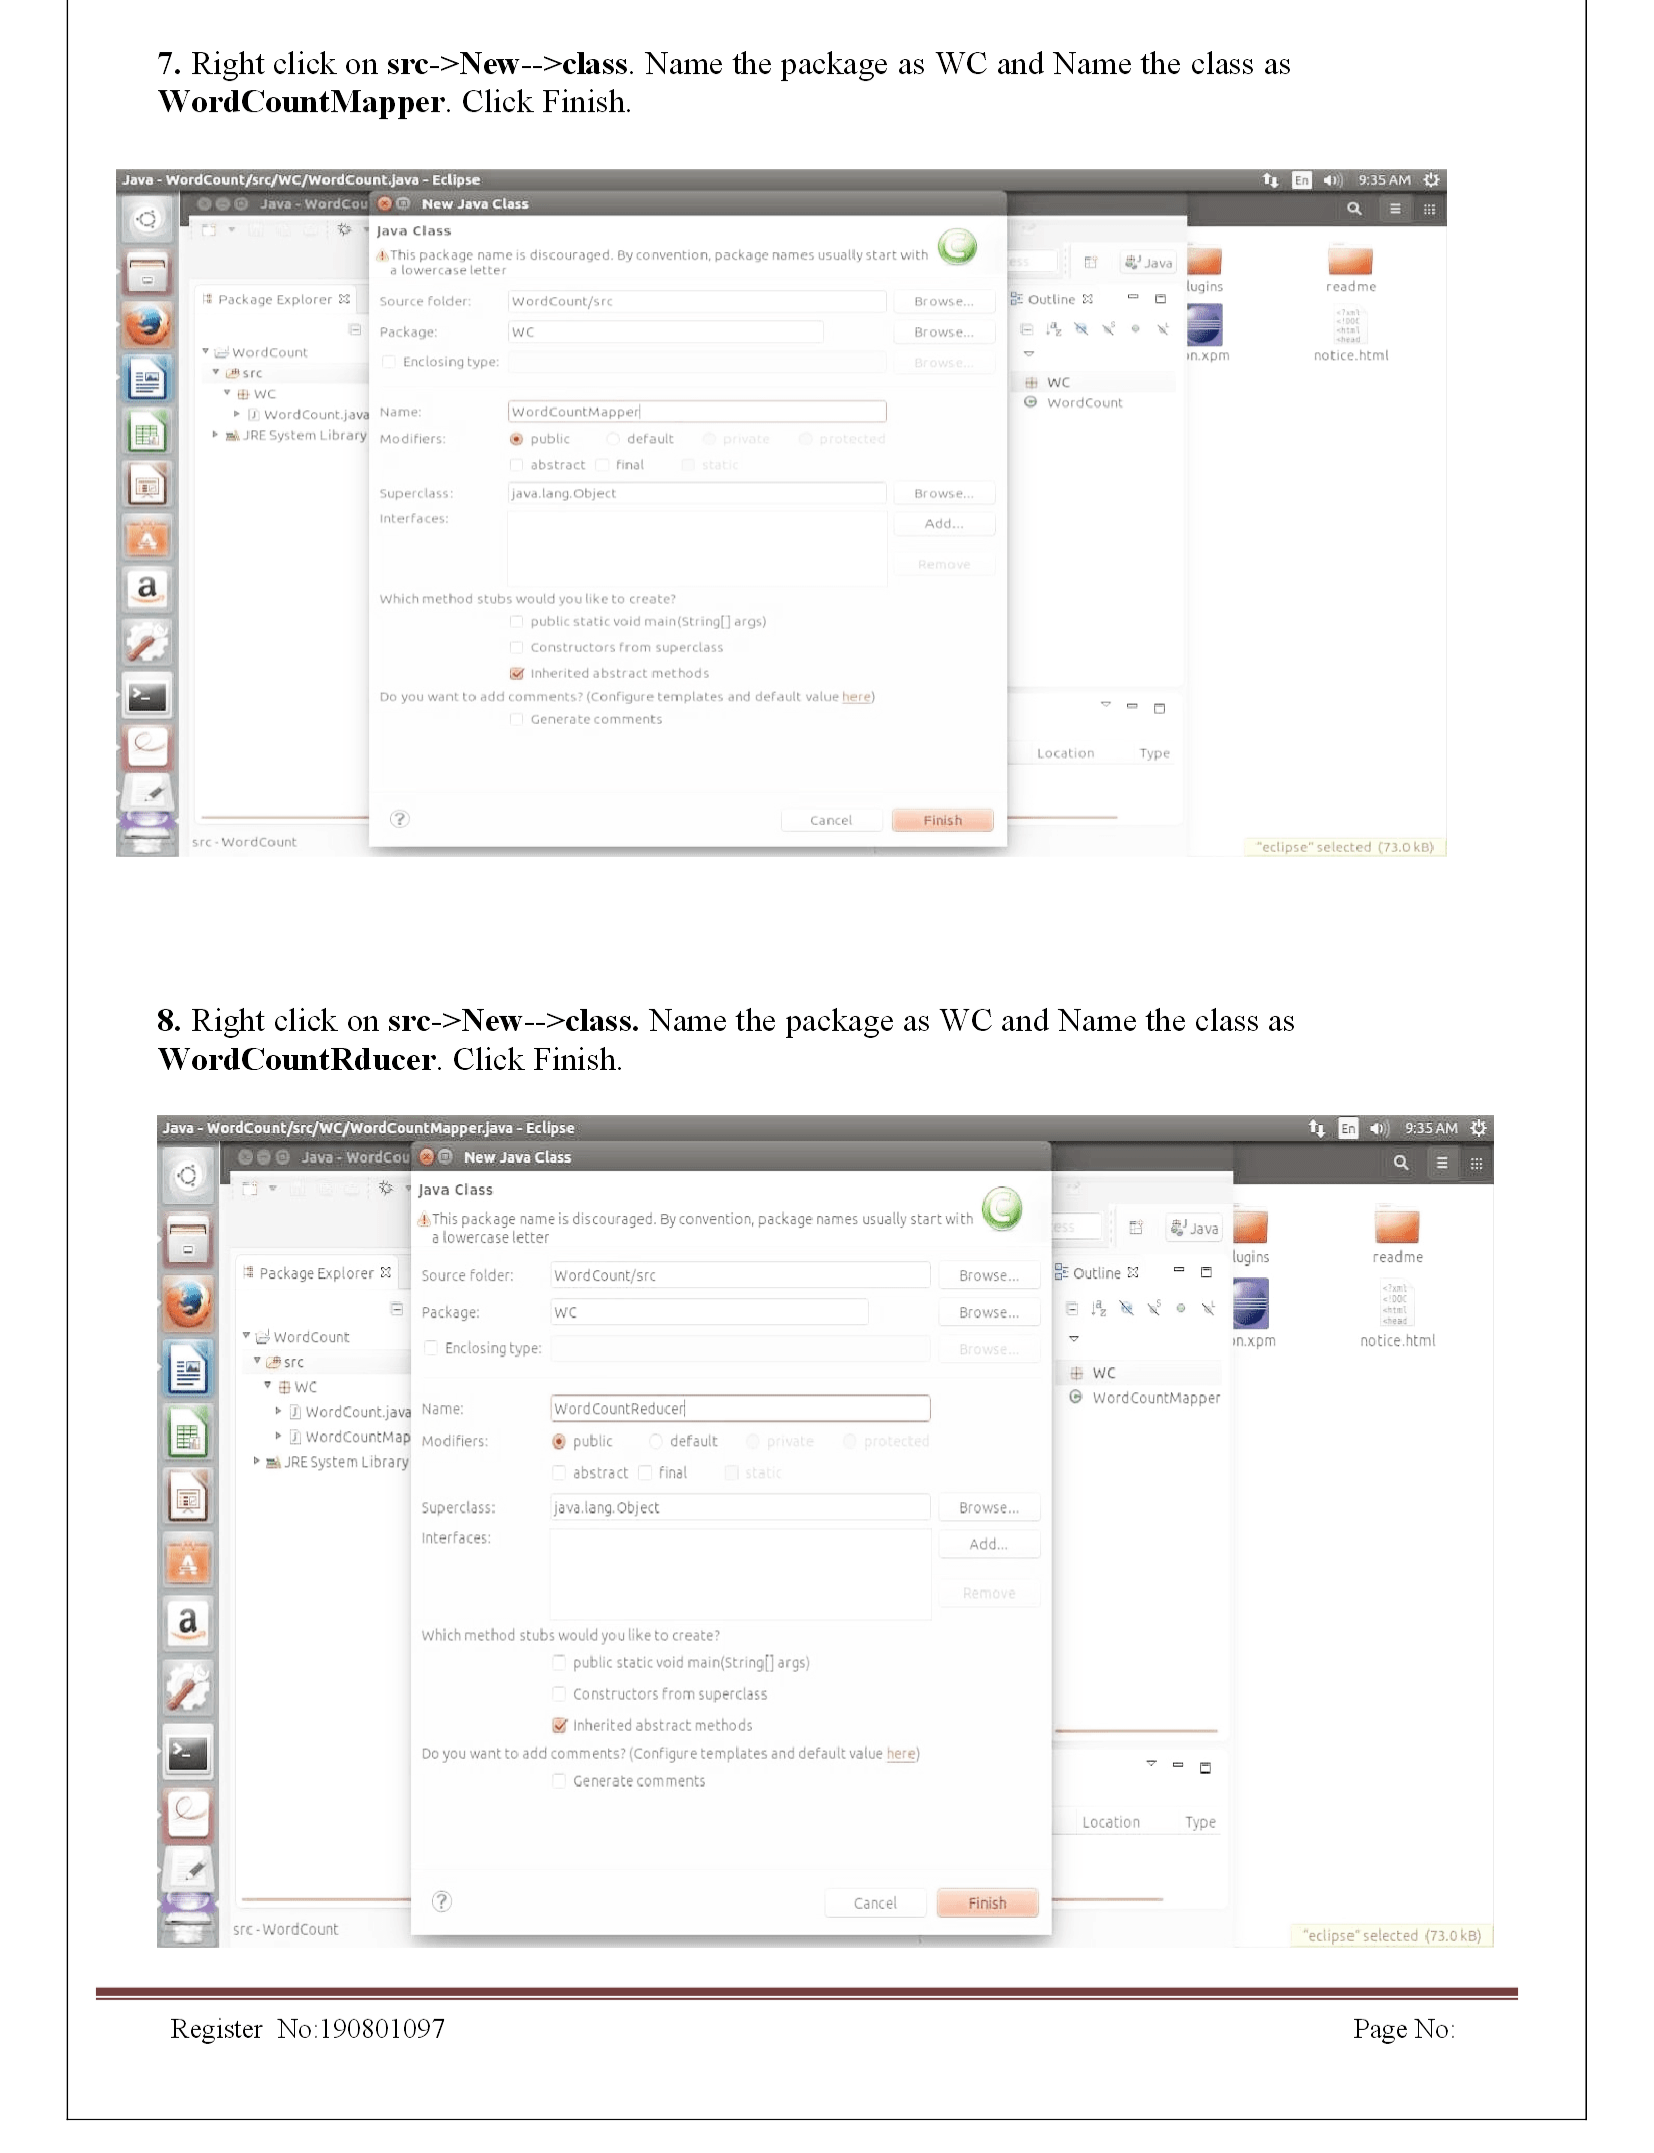 7. Right click on src->New-->class. Name the package as WC and Name the class as
WordCountMapper. Click Finish.
Java - WordCount/src/WC/WordCount.java - Eclipse
En
9:35 AM
Java - WordCou
New Java Class
Java Class
This package name is discouraged. By convention, package names usually start with
a lowercase letter
Source folder:
WordCount/src
Browse...
Package:
WC
Browse...
Enclosing type:
Browse...
Name:
WordCountMapper
Modifiers:
public
default
private
protected
abstract
final
static
Superclass:
java.lang.Object
Browse...
Interfaces:
Add...
Remove
Which method stubs would you like to create?
public static void main(String[] args)
Constructors from superclass
Inherited abstract methods
Do you want to add comments? (Configure templates and default value here)
Generate comments
Cancel
Finish
Package Explorer
WordCount
src
WC
WordCount.java
JRE System Library
src - WordCount
ess
Java
Outline
WC
WordCount
Location
Type
lugins
readme
n.xpm
<?xml
<!DOC
<html
<head
notice.html
"eclipse" selected (73.0 kB)
8. Right click on src->New-->class. Name the package as WC and Name the class as
WordCountRducer. Click Finish.
Java - WordCount/src/WC/WordCountMapper.java - Eclipse
En
9:35 AM
Java - WordCou
New Java Class
Java Class
This package name is discouraged. By convention, package names usually start with
a lowercase letter
Source folder:
WordCount/src
Browse...
Package:
WC
Browse...
Enclosing type:
Browse...
Name:
WordCountReducer
Modifiers:
public
default
private
protected
abstract
final
static
Superclass:
java.lang.Object
Browse...
Interfaces:
Add...
Remove
Which method stubs would you like to create?
public static void main(String[] args)
Constructors from superclass
Inherited abstract methods
Do you want to add comments? (Configure templates and default value here)
Generate comments
Cancel
Finish
Package Explorer
WordCount
src
WC
WordCount.java
WordCountMap
JRE System Library
src - WordCount
ess
Java
Outline
WC
WordCountMapper
Location
Type
lugins
readme
n.xpm
<?xml
<!DOC
<html
<head
notice.html
"eclipse" selected (73.0 kB)
Register No:190801097
Page No: